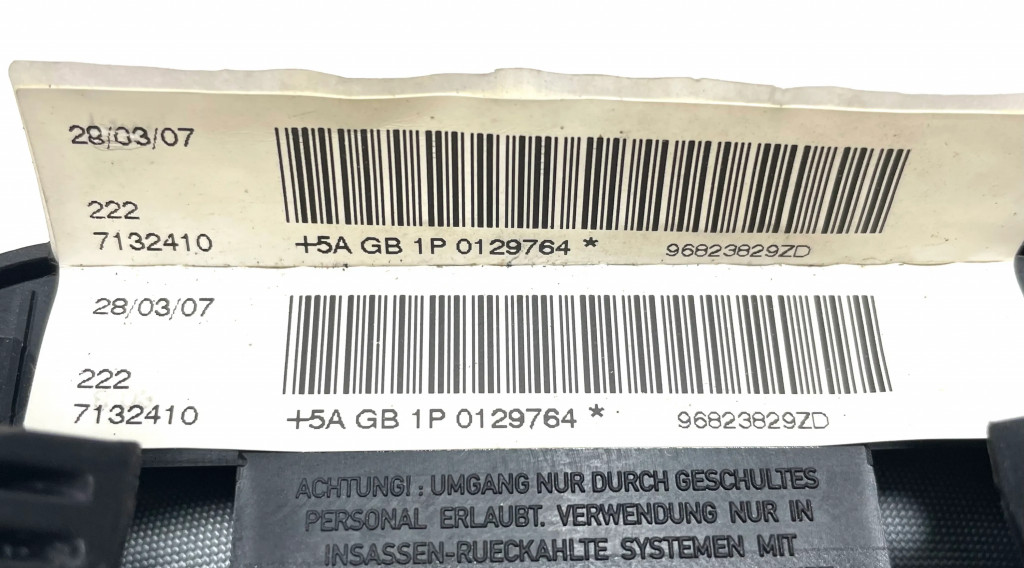 28/03/07
222
7132410 +5A GB 1P 0129764 * 96823829ZD
28/03/07
222
7132410 +5A GB 1P 0129764 * 96823829ZD
ACHTUNG! : UMGANG NUR DURCH GESCHULTES
PERSONAL ERLAUBT. VERWENDUNG NUR IN
INSASSEN-RUECKAHLTE SYSTEMEN MIT